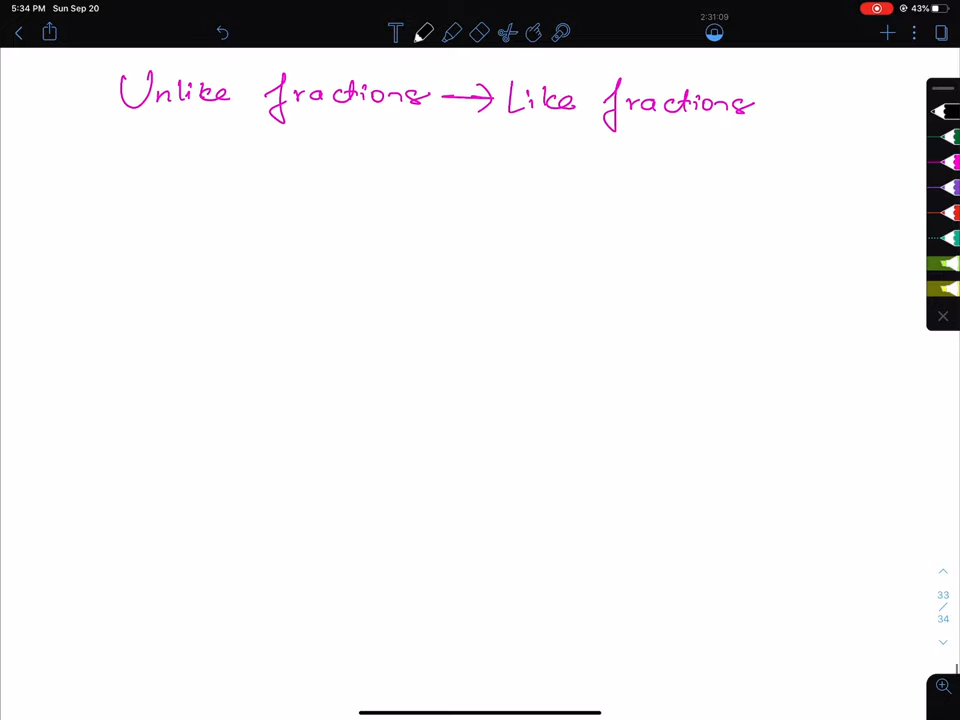 5:34 PM Sun Sep 20
2:31:09
43%
T
Unlike fractions → Like fractions
33
/
34